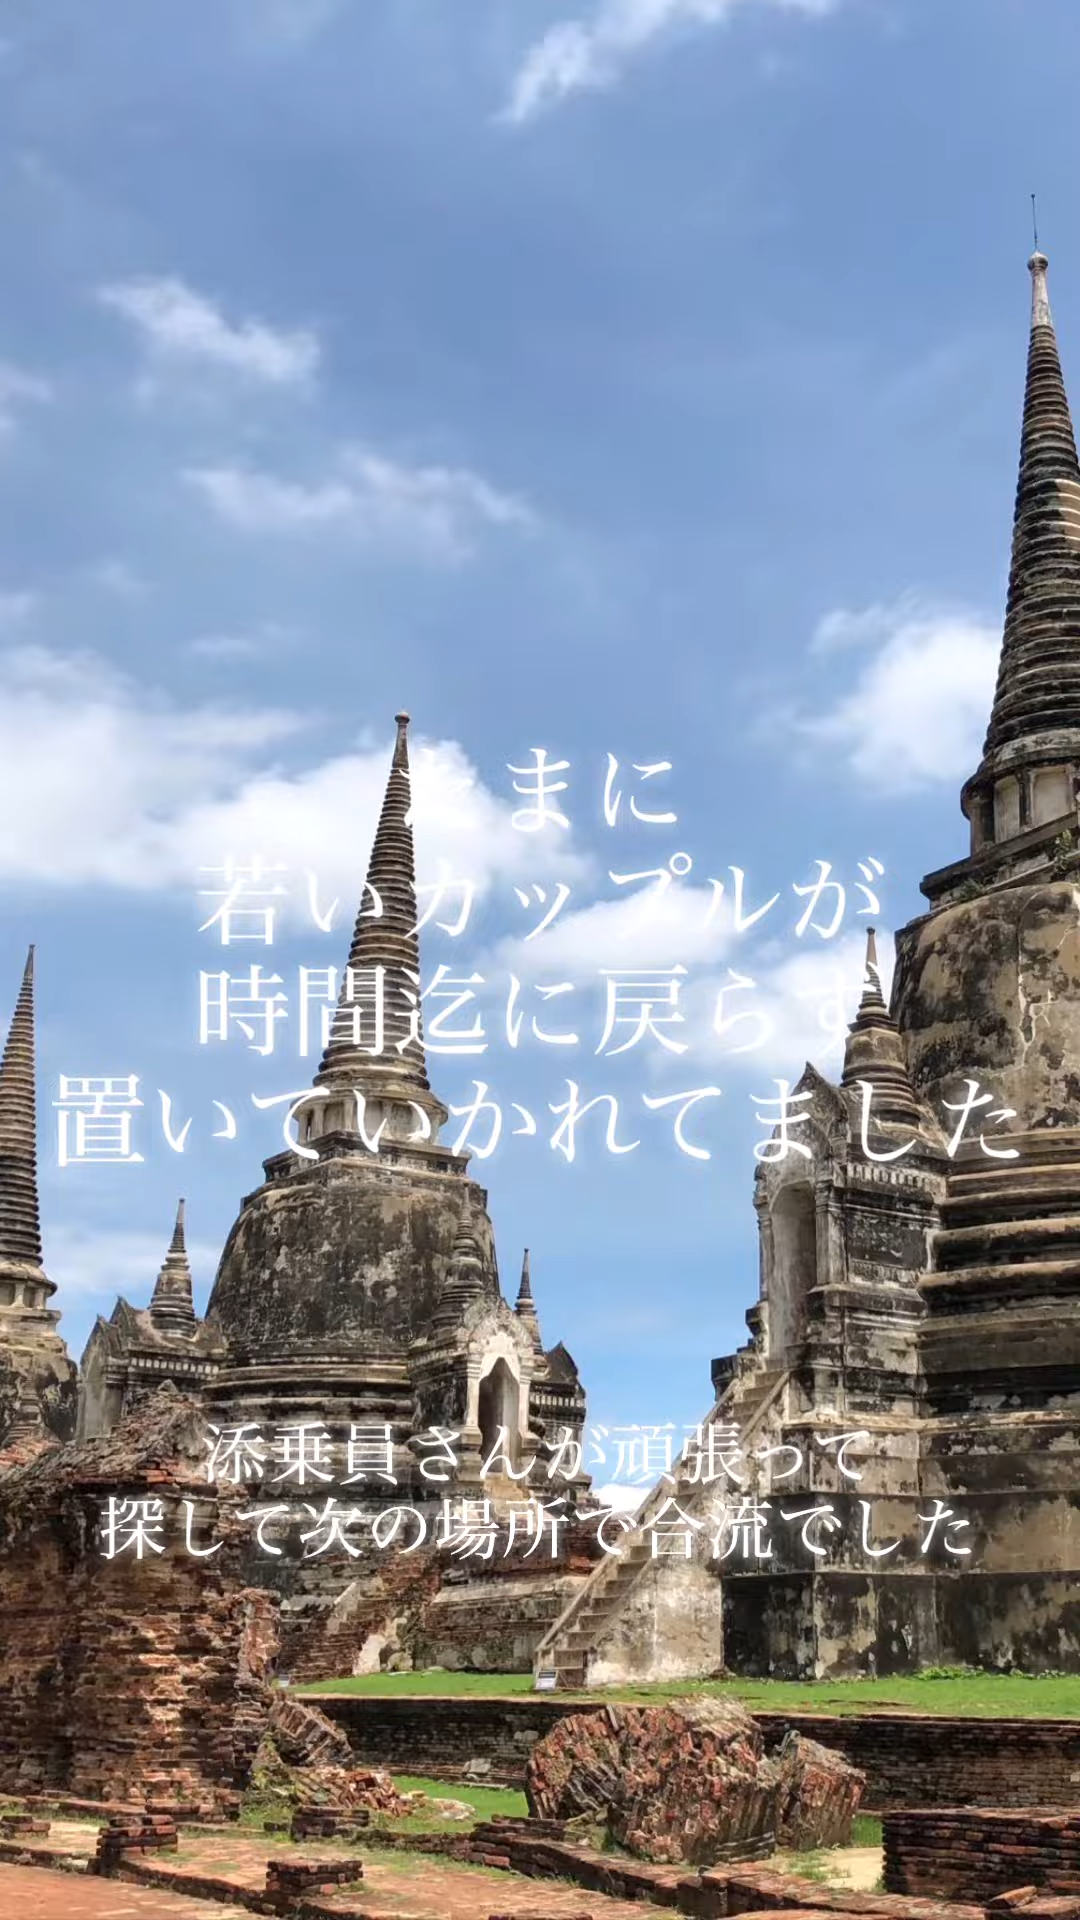 まに
若いカップルが
時間迄に戻らず
置いていかれてました
添乗員さんが頑張って
探して次の場所で合流でした